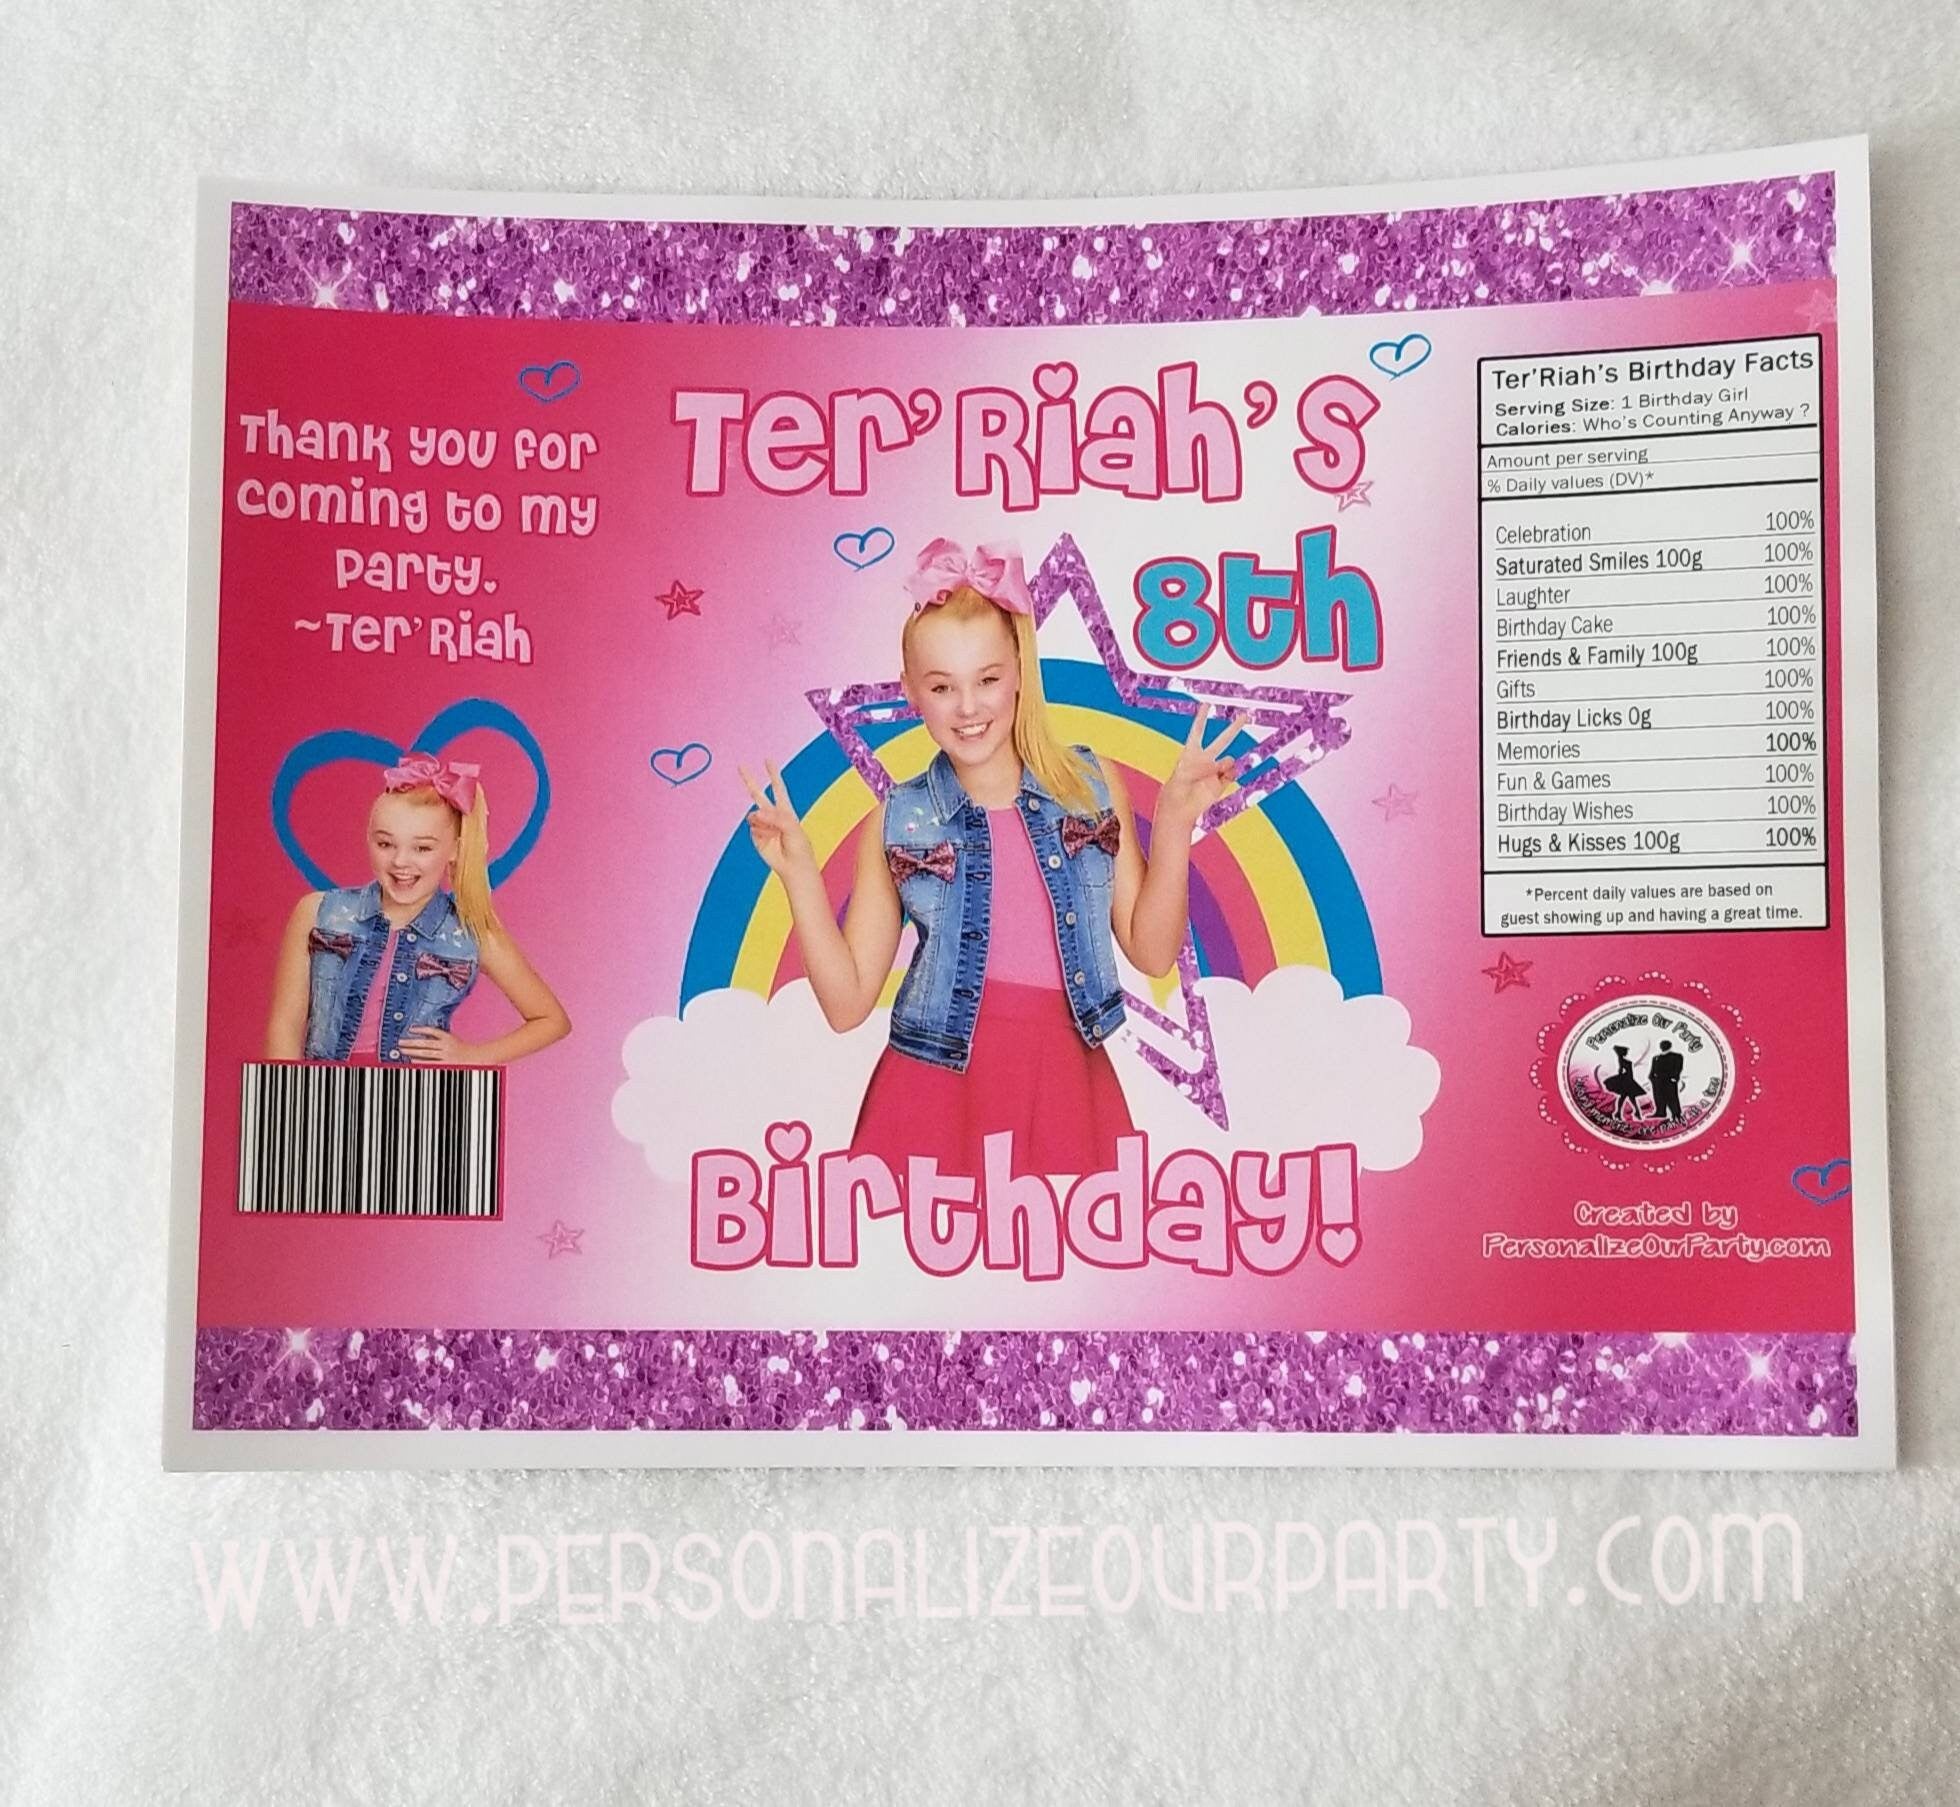 Thank you for
coming to my
party.
~Ter'Riah
Ter'Riah's
8th
Birthday!
Ter'Riah's Birthday Facts
Serving Size: 1 Birthday Girl
Calories: Who's Counting Anyway ?
Amount per serving
% Daily values (DV)*
Celebration 100%
Saturated Smiles 100g 100%
Laughter 100%
Birthday Cake 100%
Friends & Family 100g 100%
Gifts 100%
Birthday Licks 0g 100%
Memories 100%
Fun & Games 100%
Birthday Wishes 100%
Hugs & Kisses 100g 100%
*Percent daily values are based on
guest showing up and having a great time.
Personalize Our Party
Created by
PersonalizeOurParty.com
www.PERSONALIZEOURPARTY.COM